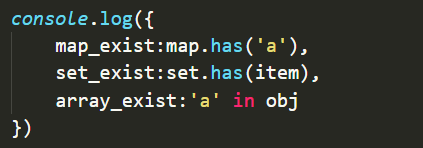 console.log({
    map_exist:map.has('a'),
    set_exist:set.has(item),
    array_exist:'a' in obj
})